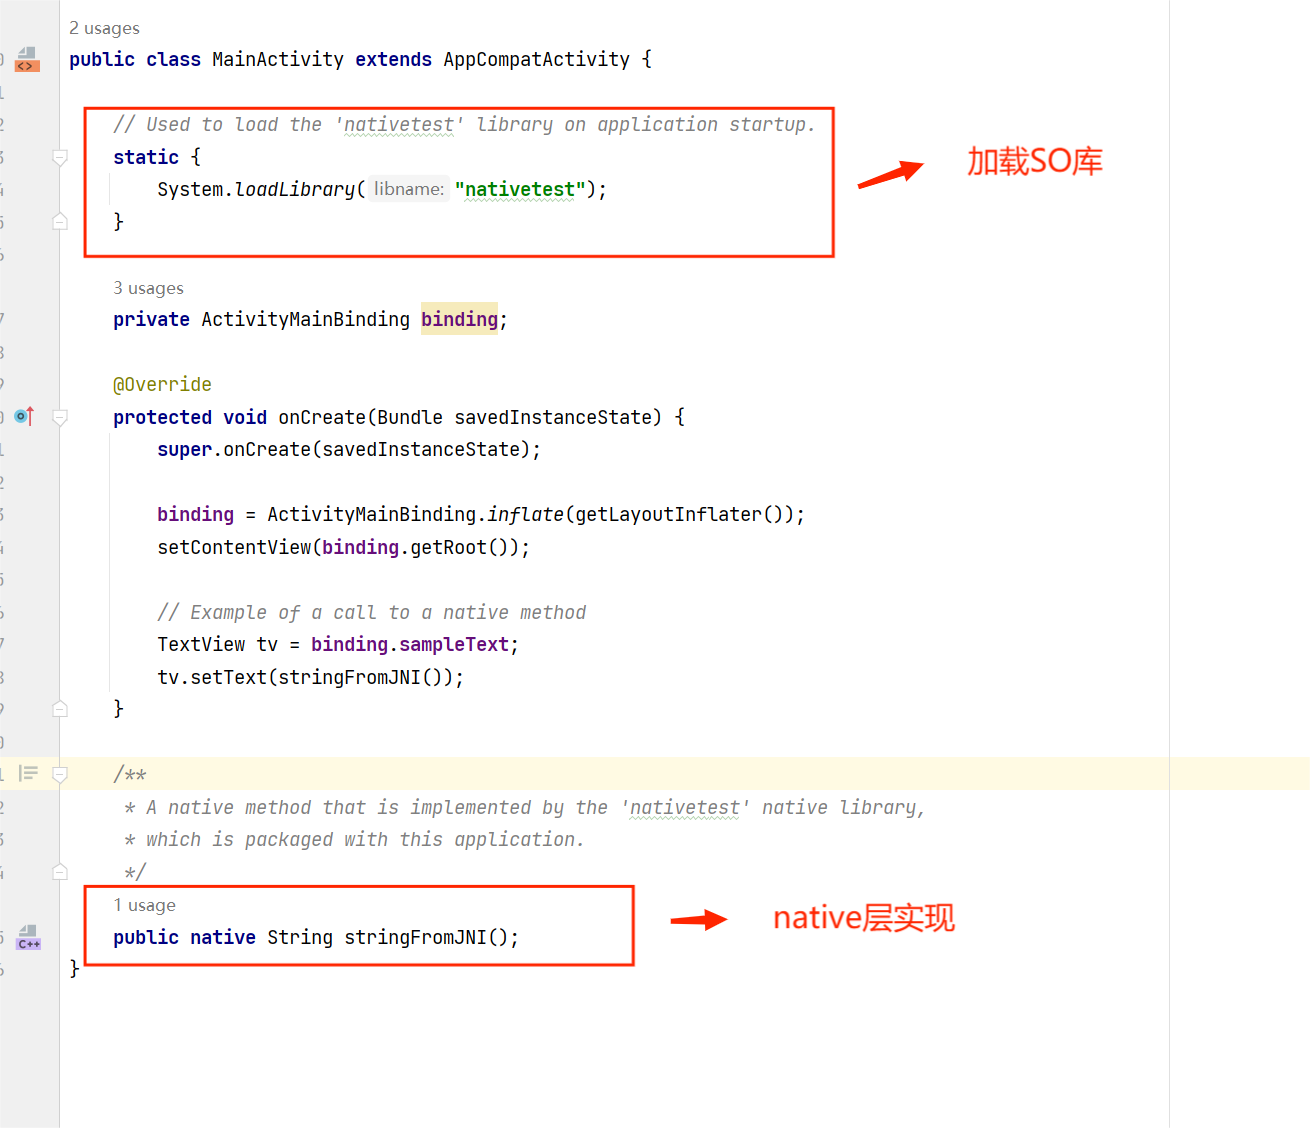 2 usages
public class MainActivity extends AppCompatActivity {
// Used to load the 'nativetest' library on application startup.
static {
System.loadLibrary( libname: "nativetest");
}
加载SO库
3 usages
private ActivityMainBinding binding;
@Override
protected void onCreate(Bundle savedInstanceState) {
super.onCreate(savedInstanceState);
binding = ActivityMainBinding.inflate(getLayoutInflater());
setContentView(binding.getRoot());
// Example of a call to a native method
TextView tv = binding.sampleText;
tv.setText(stringFromJNI());
}
/**
* A native method that is implemented by the 'nativetest' native library,
* which is packaged with this application.
*/
1 usage
public native String stringFromJNI();
native层实现
C++
}